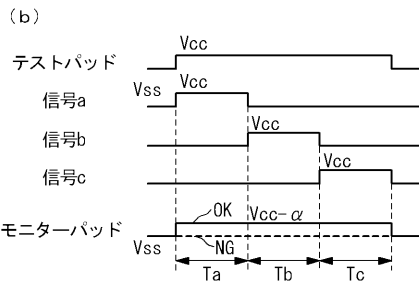 (b)
Vcc
テストパッド
Vss
Vcc
信号a
Vcc
信号b
Vcc
信号c
OK
Vcc-α
モニターパッド
Vss
NG
Ta Tb Tc